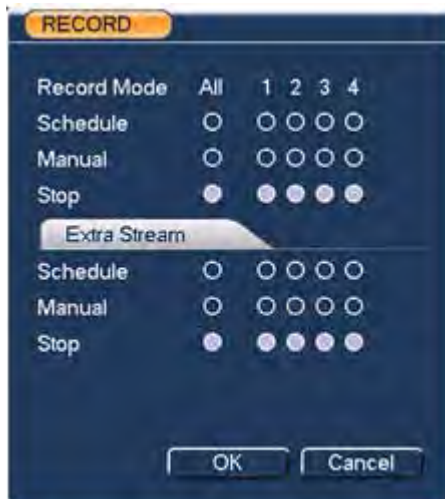 RECORD
Record Mode All 1 2 3 4
Schedule
Manual
Stop
Extra Stream
Schedule
Manual
Stop
OK Cancel